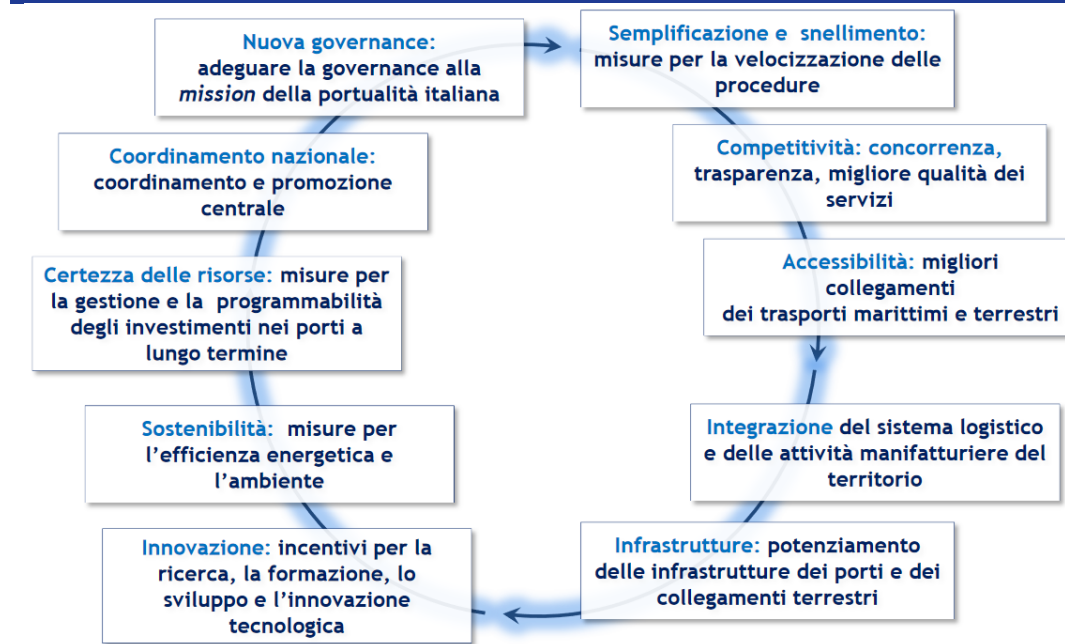 Nuova governance:
adeguare la governance alla
mission della portualità italiana
Semplificazione e snellimento:
misure per la velocizzazione delle
procedure
Competitività: concorrenza,
trasparenza, migliore qualità dei
servizi
Accessibilità: migliori
collegamenti
dei trasporti marittimi e terrestri
Integrazione del sistema logistico
e delle attività manifatturiere del
territorio
Infrastrutture: potenziamento
delle infrastrutture dei porti e dei
collegamenti terrestri
Innovazione: incentivi per la
ricerca, la formazione, lo
sviluppo e l’innovazione
tecnologica
Sostenibilità: misure per
l’efficienza energetica e
l’ambiente
Certezza delle risorse: misure per
la gestione e la programmabilità
degli investimenti nei porti a
lungo termine
Coordinamento nazionale:
coordinamento e promozione
centrale